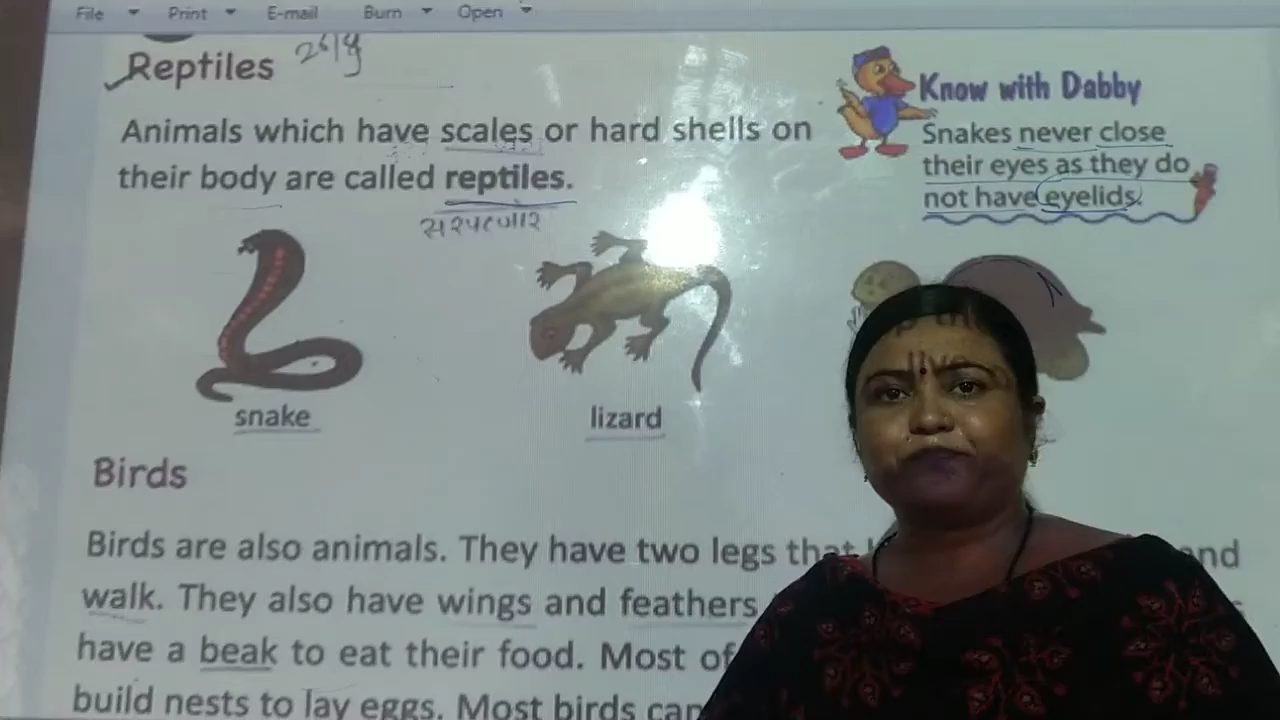 File Print E-mail Burn Open
Reptiles
Know with Dabby
Animals which have scales or hard shells on
their body are called reptiles.
Snakes never close
their eyes as they do
not have eyelids.
snake
lizard
Birds
Birds are also animals. They have two legs that
and
walk. They also have wings and feathers
have a beak to eat their food. Most of
build nests to lay eggs. Most birds can